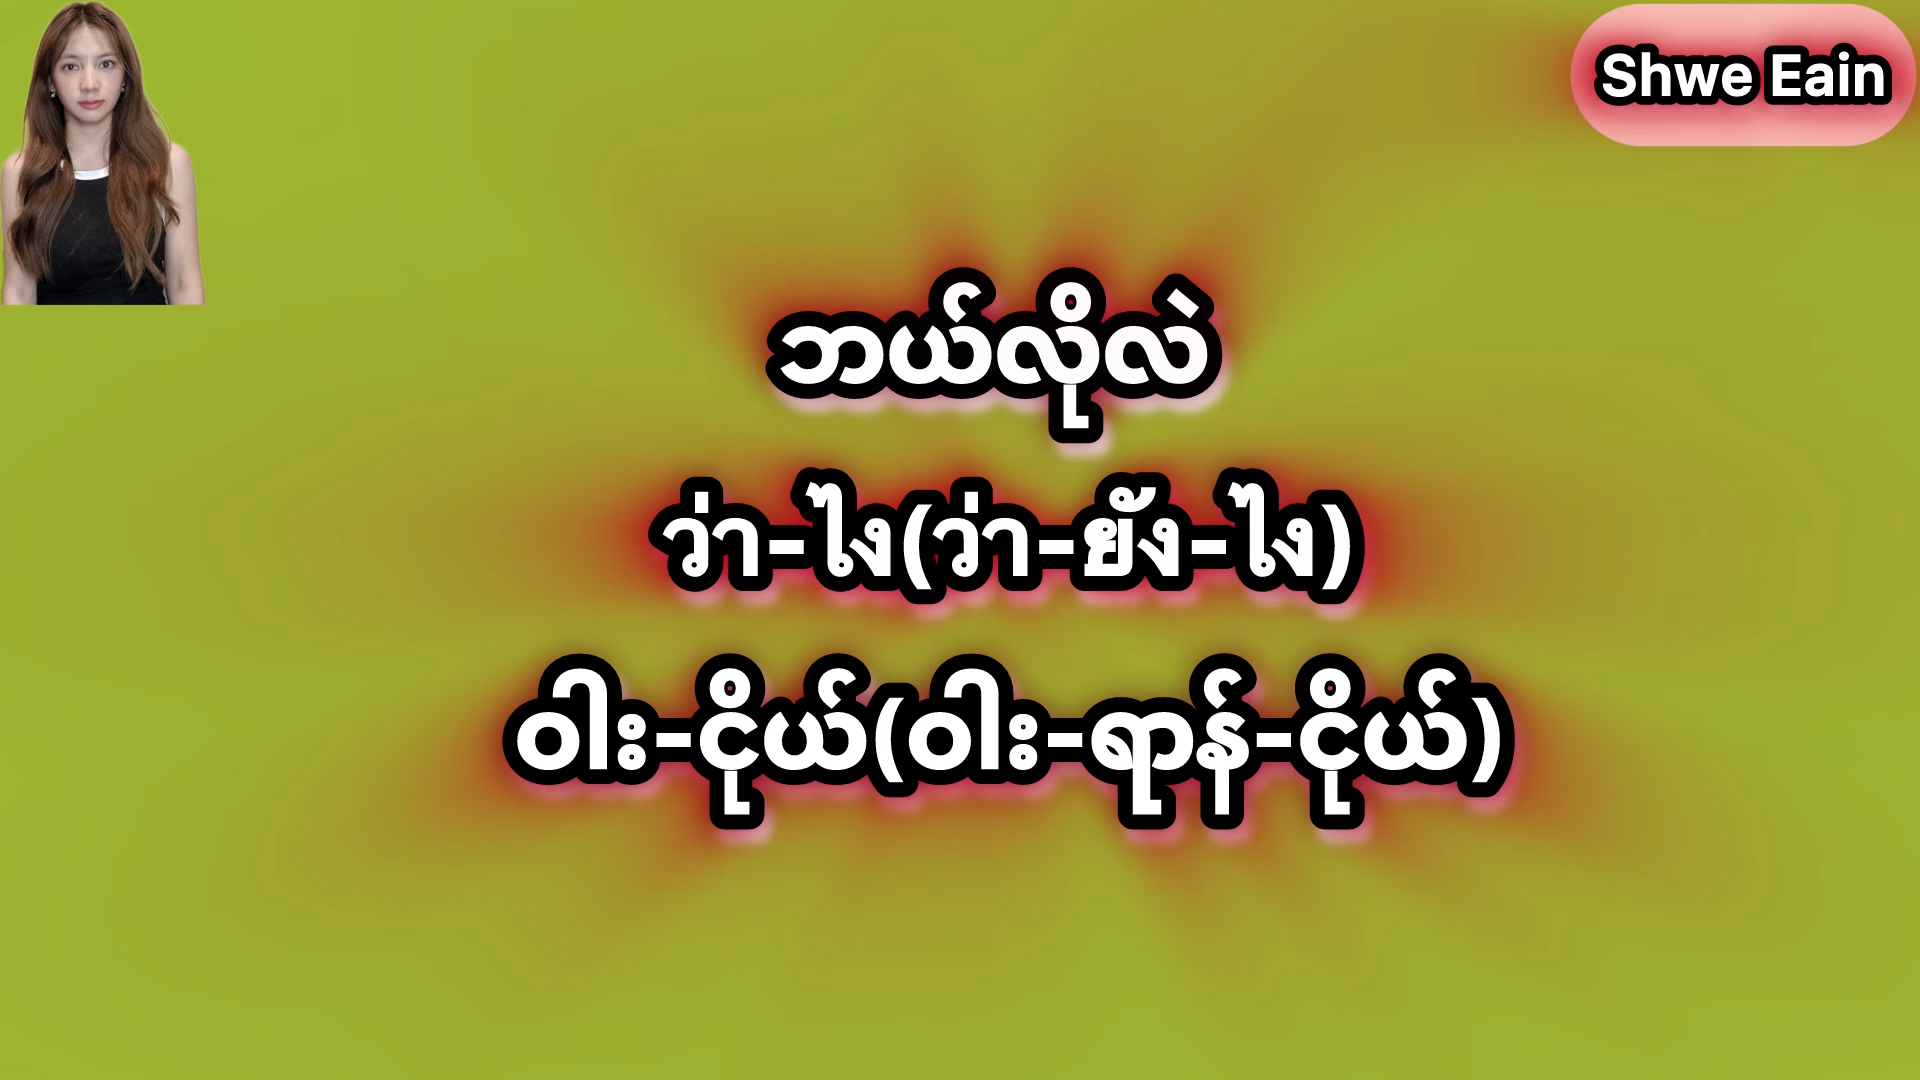 Shwe Eain
ဘယ်လိုလဲ
ว่า-ไง(ว่า-ยัง-ไง)
ဝါး-ငိုယ်(ဝါး-ရာုန်-ငိုယ်)